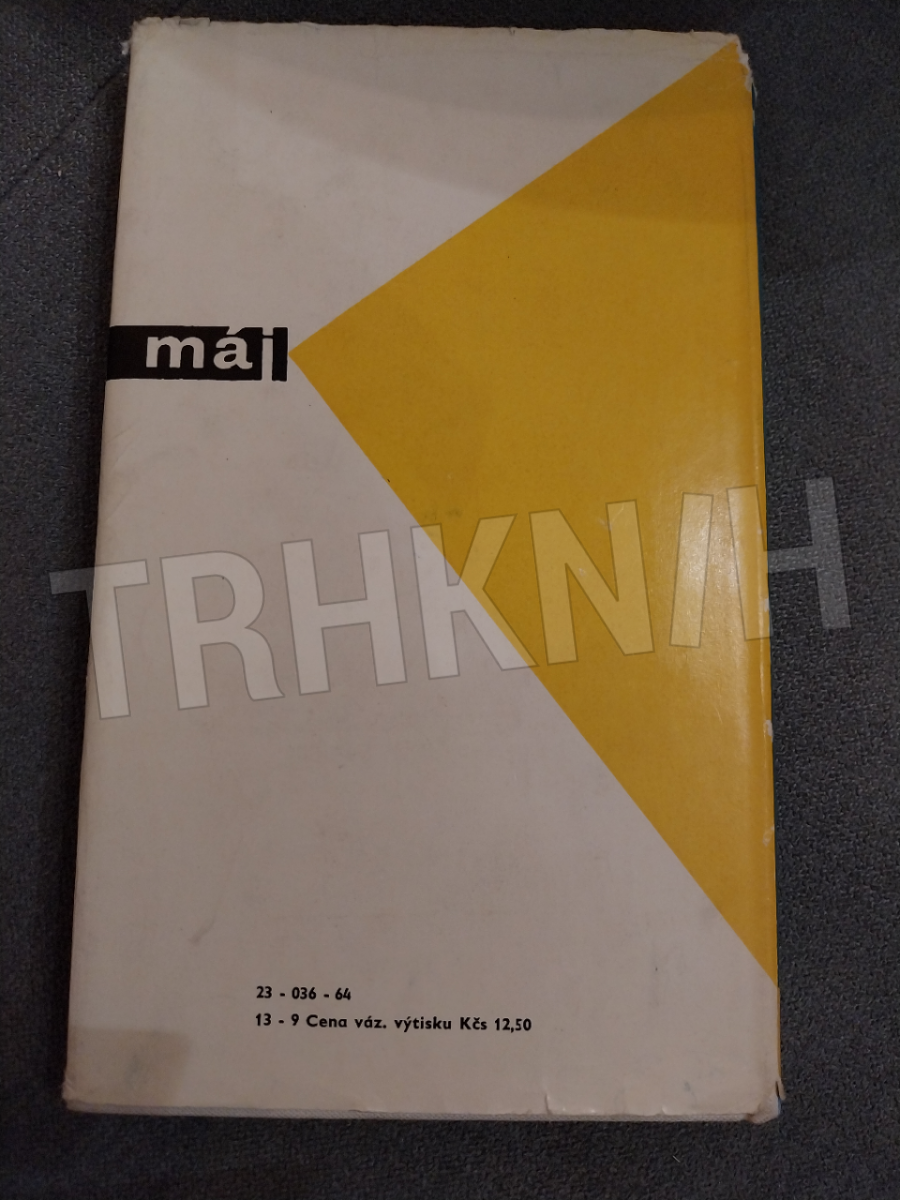 máj
TRHKNIH
23 - 036 - 64
13 - 9 Cena váz. výtisku Kčs 12,50